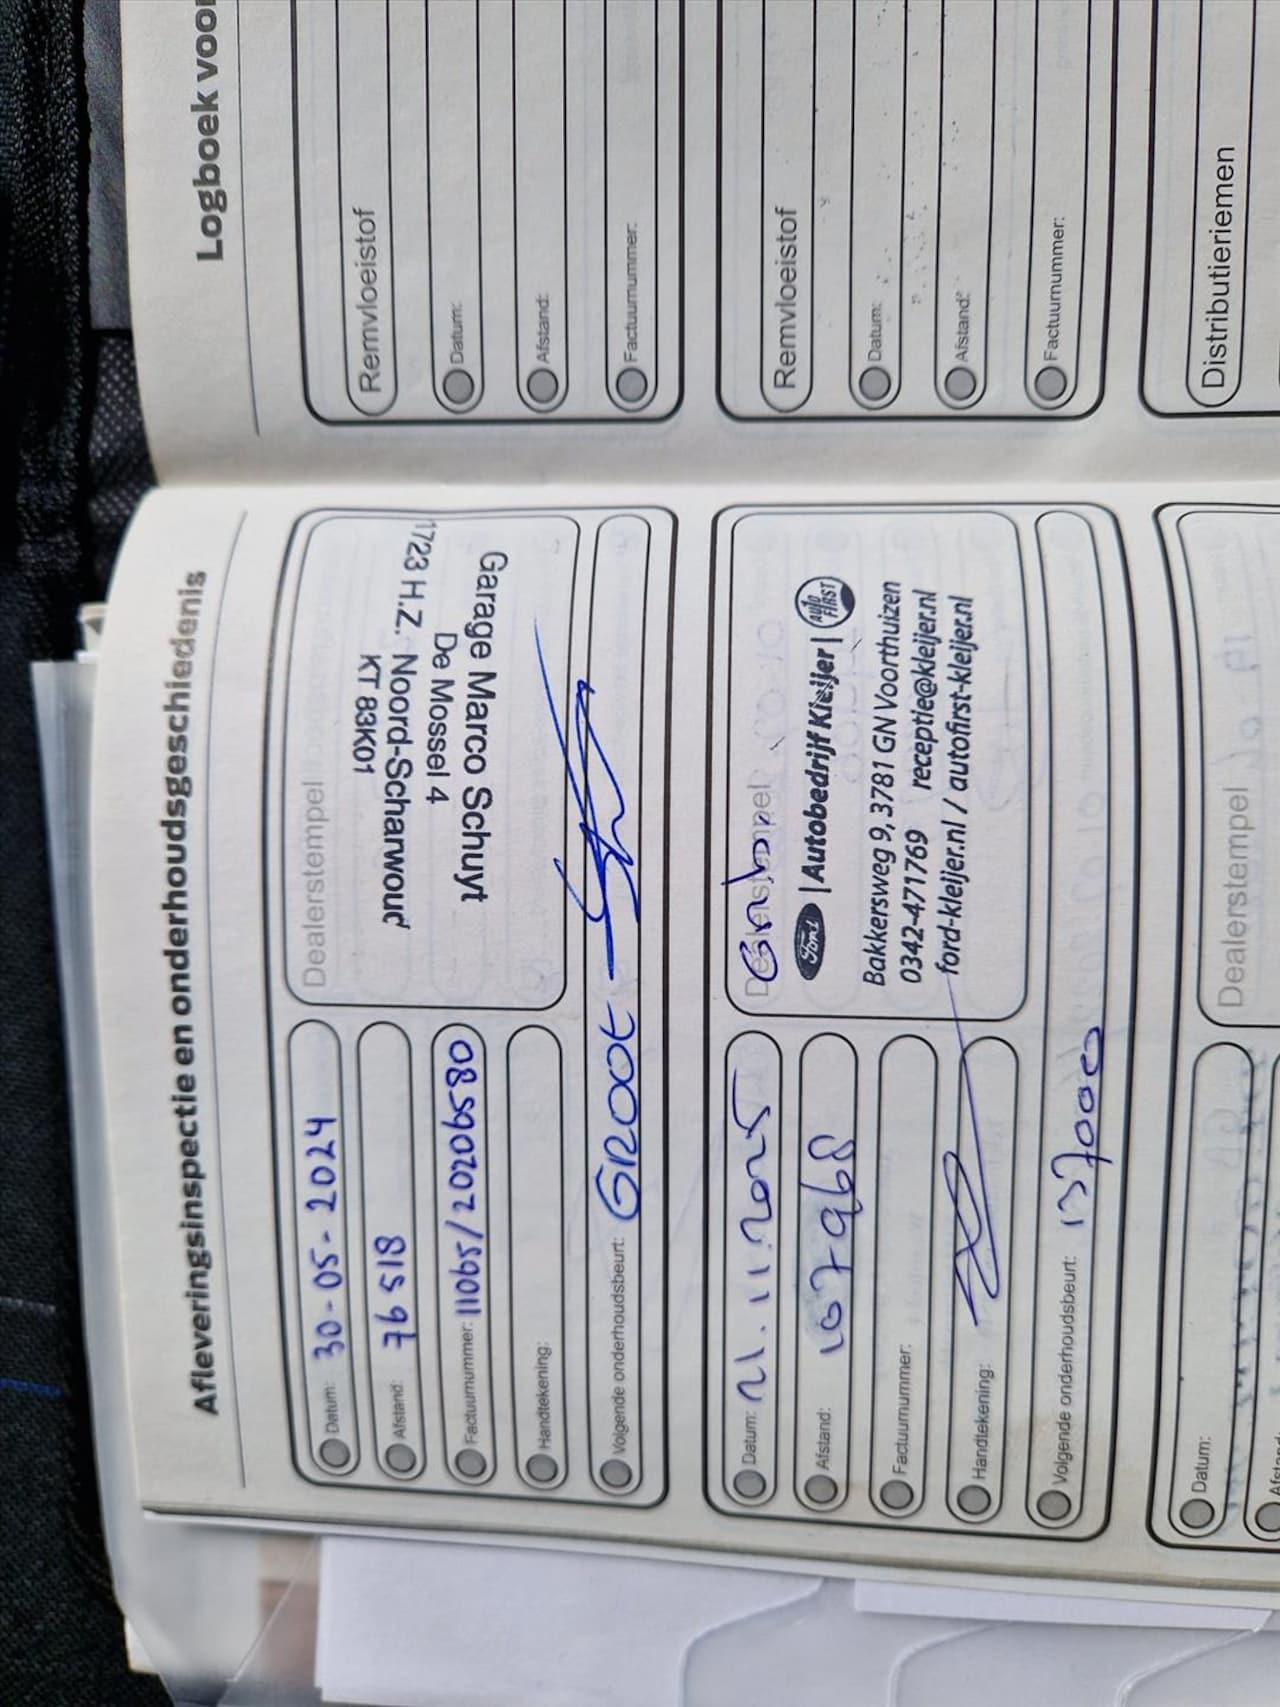 Afleveringsinspectie en onderhoudsgeschiedenis
Datum: 30-05-2024
Afstand: 76518
Factuurnummer: 11065/20209580
Handtekening:
Volgende onderhoudsbeurt: GROOT
Dealerstempel
Garage Marco Schuyt
De Mossel 4
1723 H.Z. Noord-Scharwoud
KT 83K01
Datum: 21.11.2025
Afstand: 107968
Factuurnummer:
Handtekening:
Volgende onderhoudsbeurt: 137000
Dealerstempel
Ford | Autobedrijf Kleijer | AUTO FIRST
Bakkersweg 9, 3781 GN Voorthuizen
0342-471769 receptie@kleijer.nl
ford-kleijer.nl / autofirst-kleijer.nl
Datum:
Dealerstempel
Logboek voor
Remvloeistof
Datum:
Afstand:
Factuurnummer:
Remvloeistof
Datum:
Afstand:
Factuurnummer:
Distributieriemen